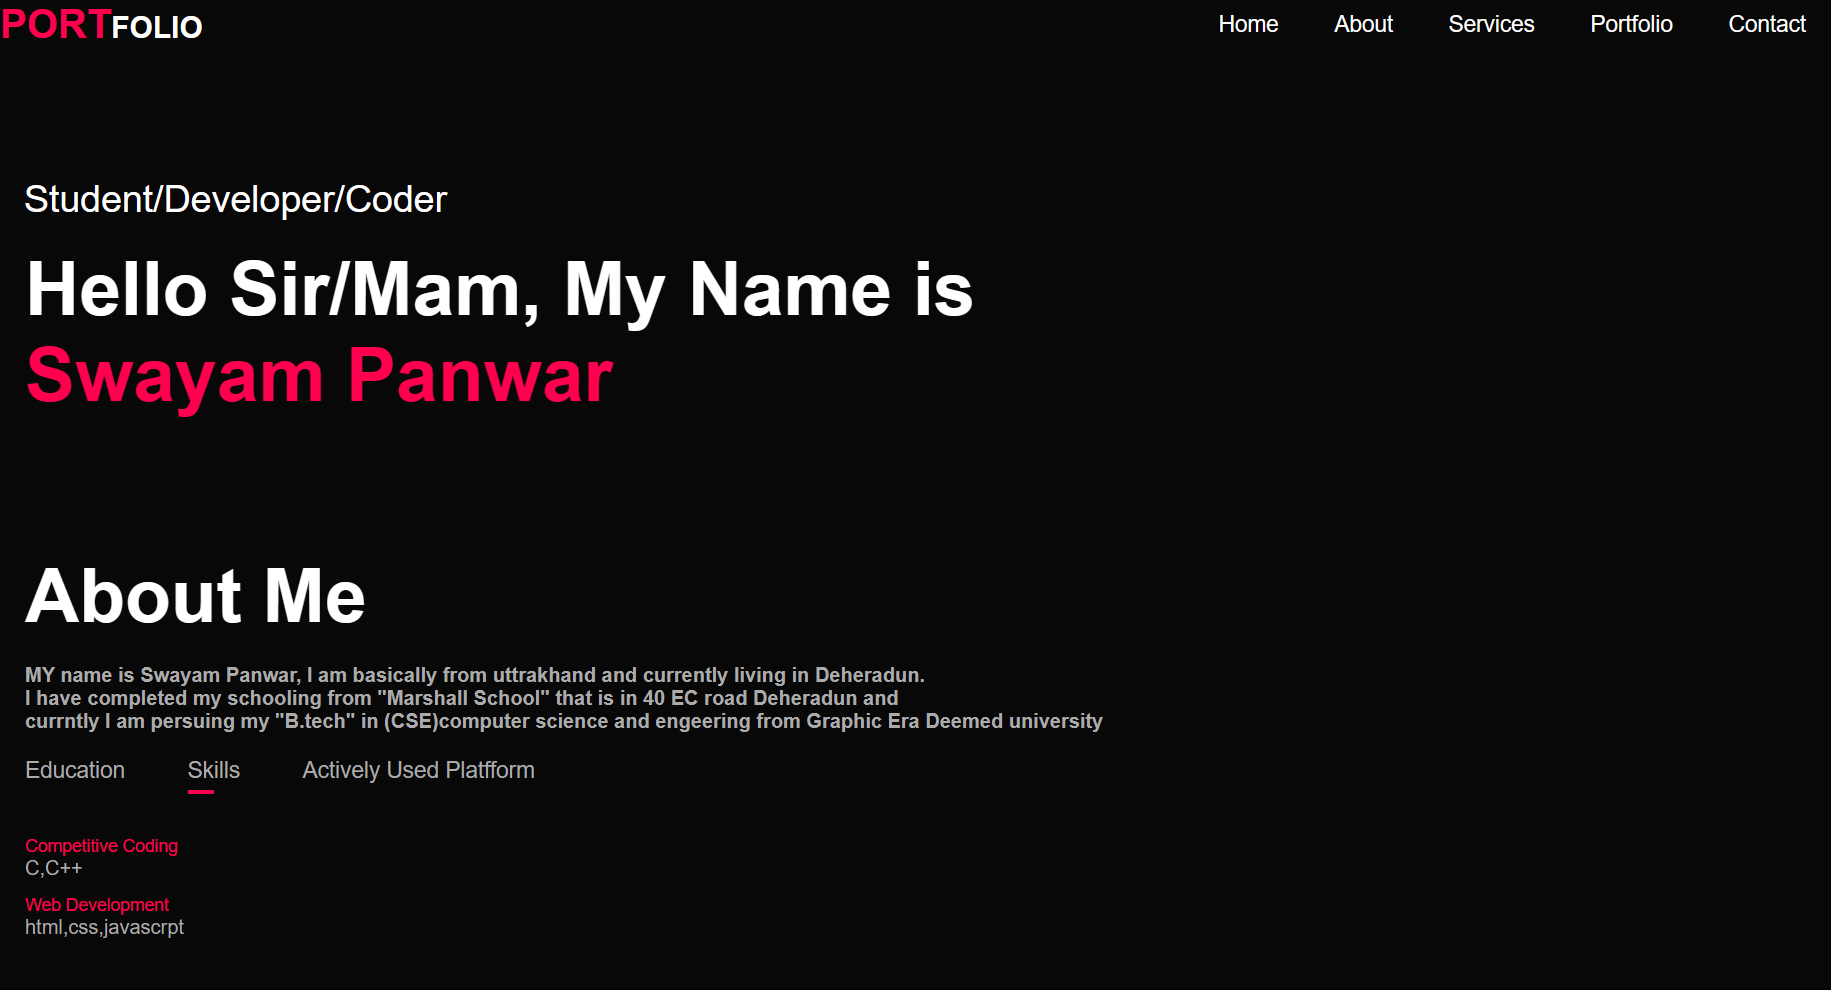 PORTFOLIO
Home About Services Portfolio Contact
Student/Developer/Coder
Hello Sir/Mam, My Name is
Swayam Panwar
About Me
MY name is Swayam Panwar, I am basically from uttrakhand and currently living in Deheradun.
I have completed my schooling from "Marshall School" that is in 40 EC road Deheradun and
currntly I am persuing my "B.tech" in (CSE)computer science and engeering from Graphic Era Deemed university
Education Skills Actively Used Platfform
Competitive Coding
C,C++
Web Development
html,css,javascrpt